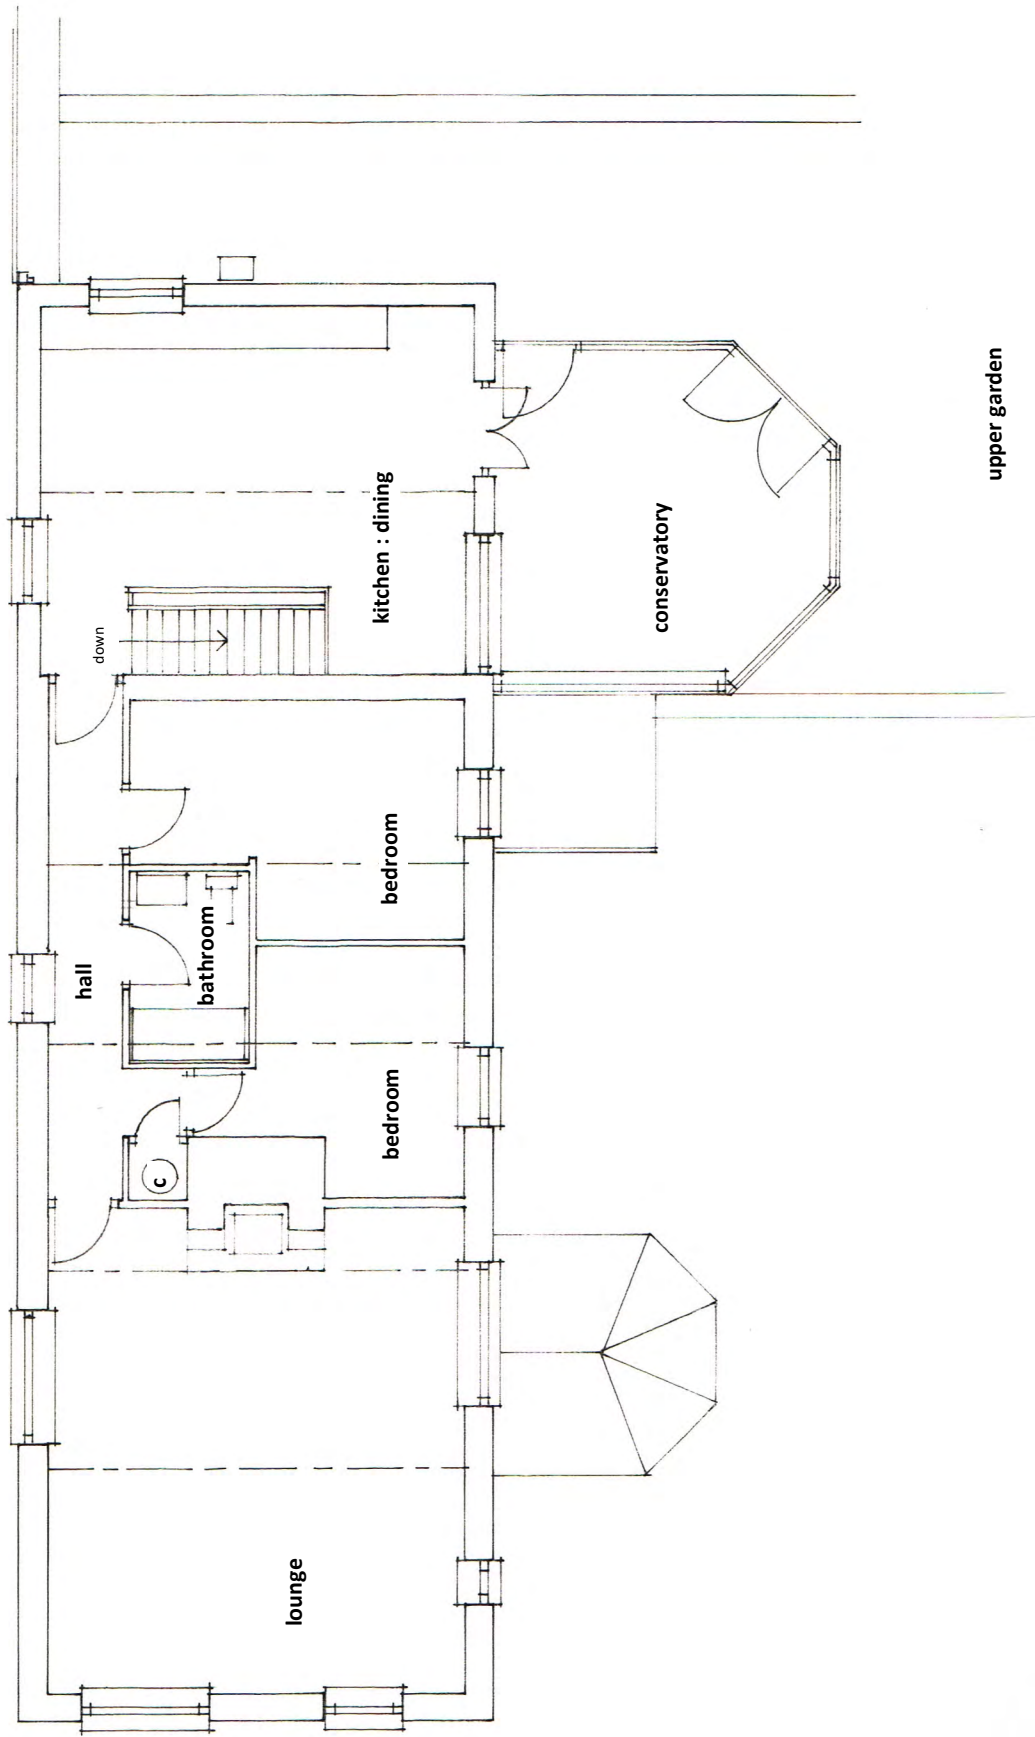 down
hall
bathroom
c
bedroom
bedroom
lounge
kitchen : dining
conservatory
upper garden